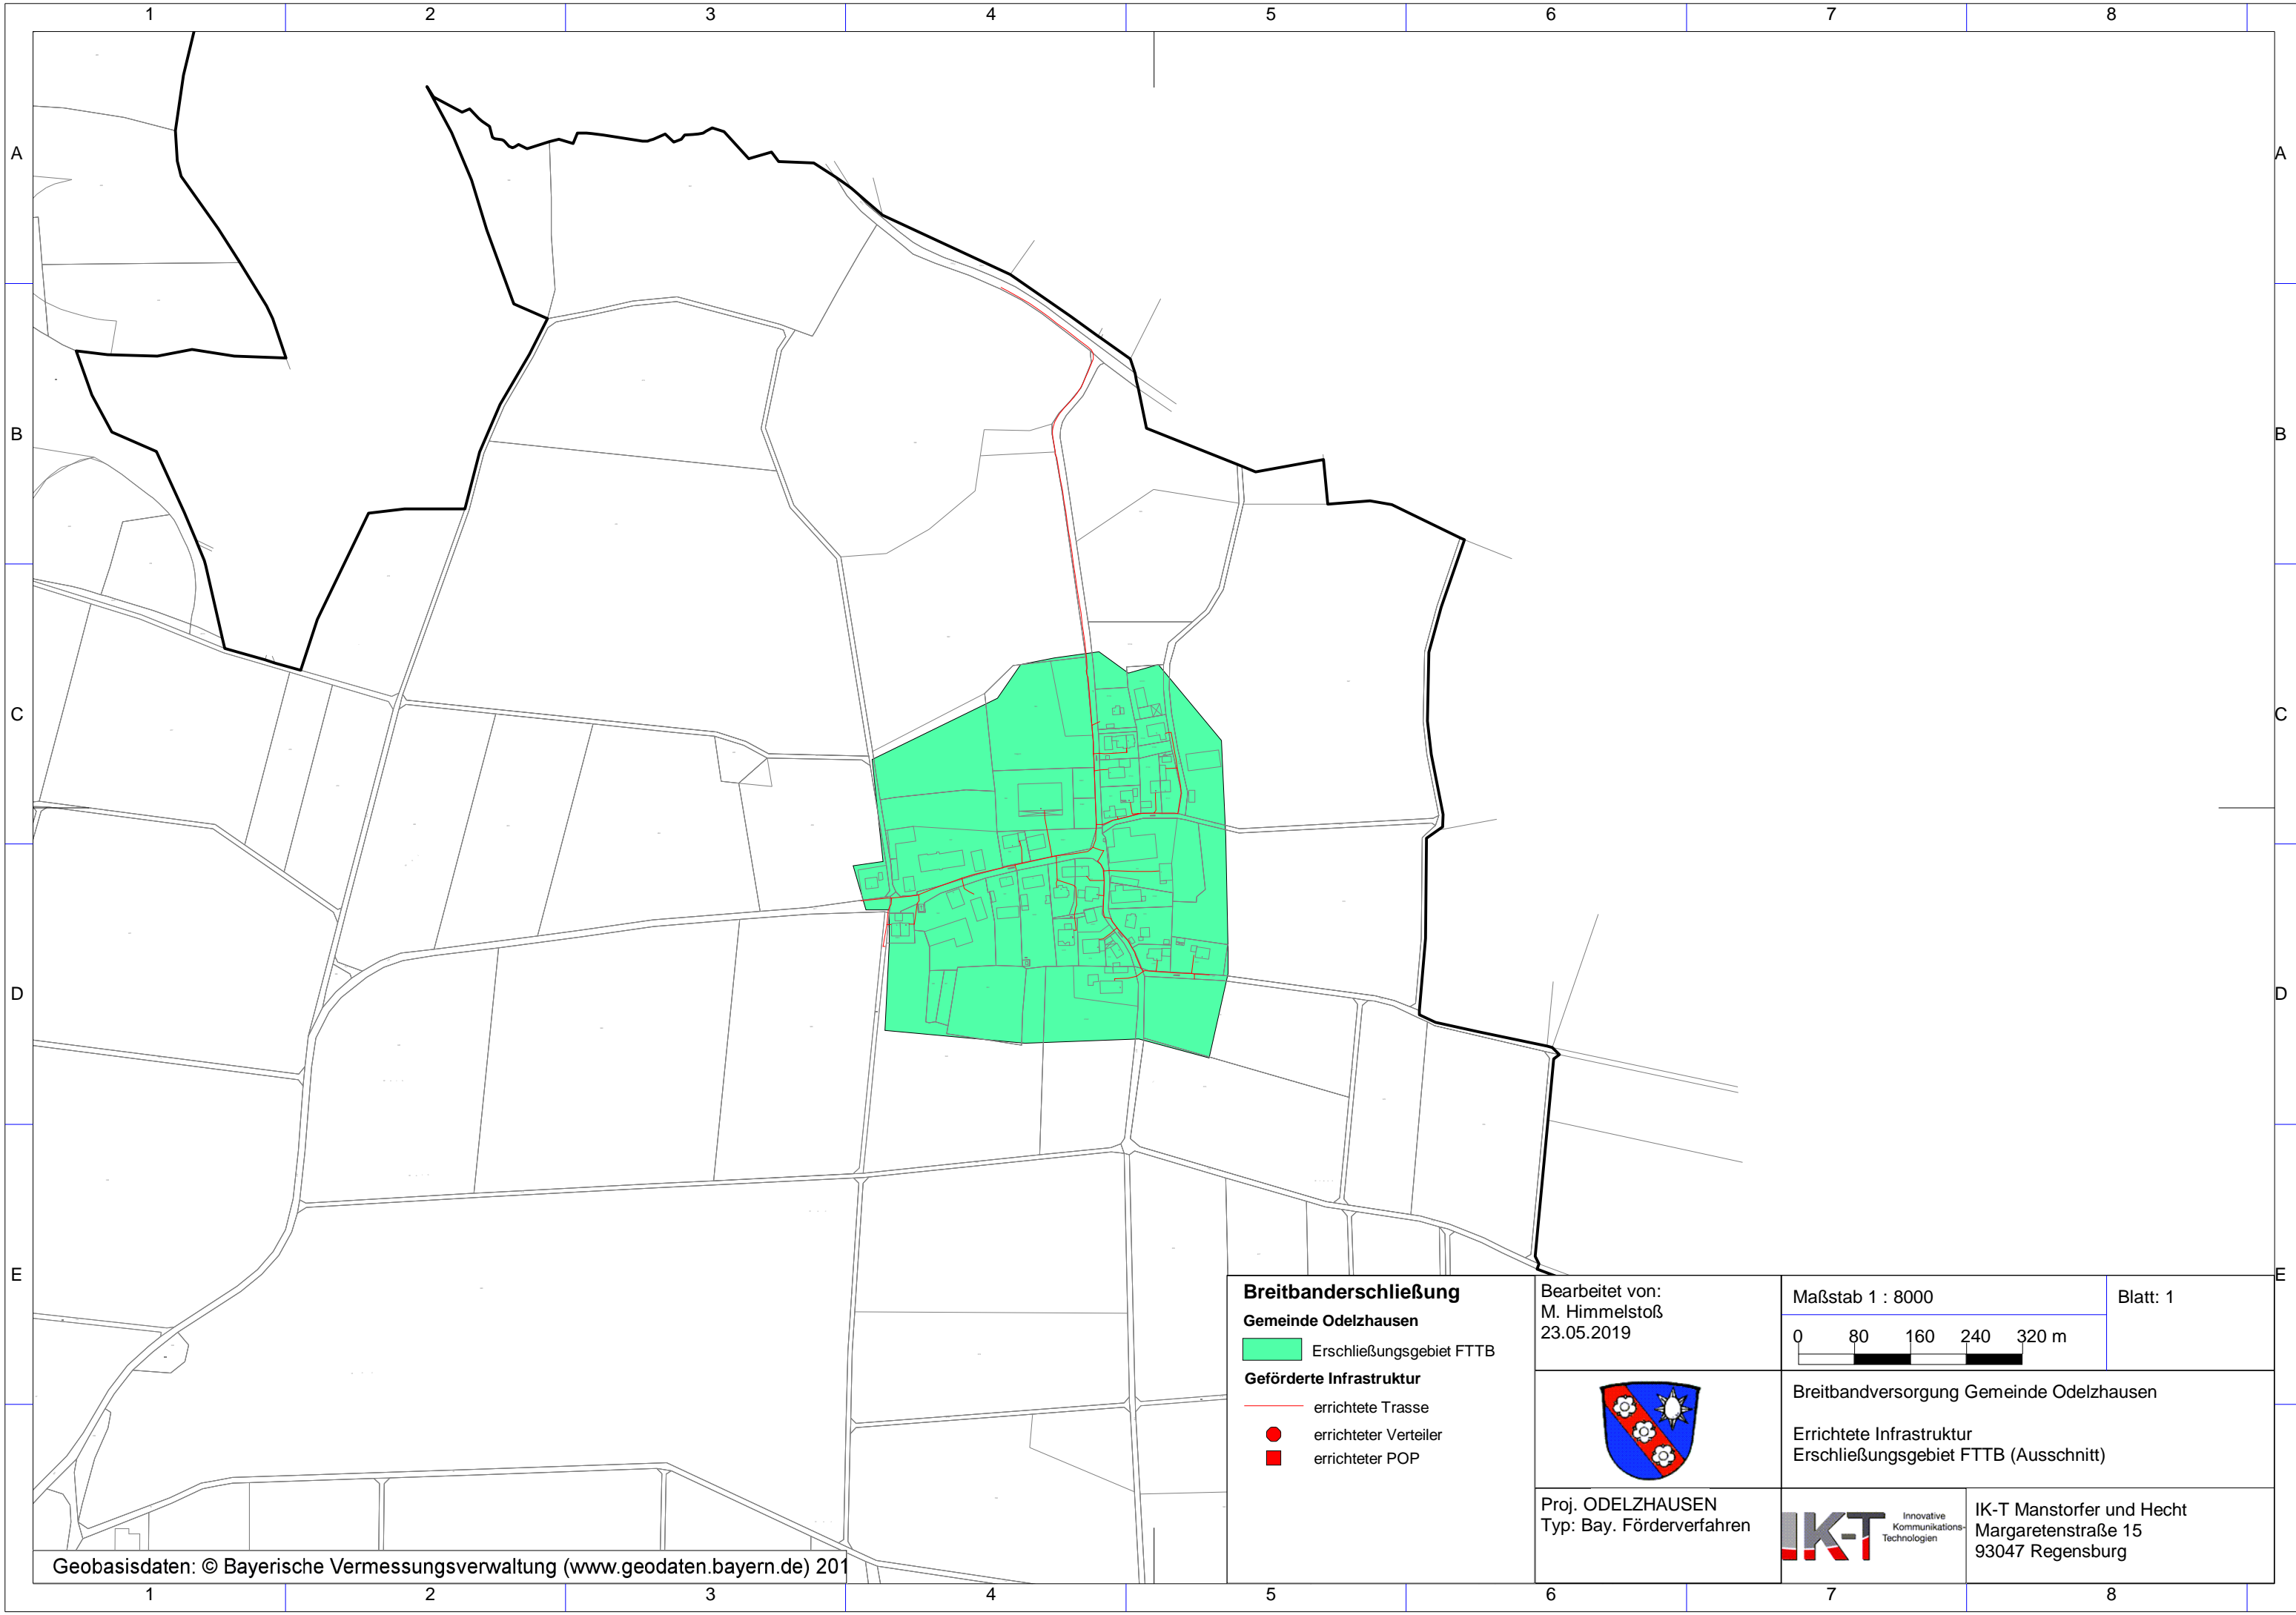 1 2 3 4 5 6 7 8
A A
B B
C C
D D
E E
Breitbanderschließung
Gemeinde Odelzhausen
Erschließungsgebiet FTTB
Geförderte Infrastruktur
errichtete Trasse
errichteter Verteiler
errichteter POP
Bearbeitet von:
M. Himmelstoß
23.05.2019
Maßstab 1 : 8000
0 80 160 240 320 m
Blatt: 1
Breitbandversorgung Gemeinde Odelzhausen
Errichtete Infrastruktur
Erschließungsgebiet FTTB (Ausschnitt)
Proj. ODELZHAUSEN
Typ: Bay. Förderverfahren
IK-T
Innovative
Kommunikations-
Technologien
IK-T Manstorfer und Hecht
Margaretenstraße 15
93047 Regensburg
Geobasisdaten: © Bayerische Vermessungsverwaltung (www.geodaten.bayern.de) 201
1 2 3 4 5 6 7 8